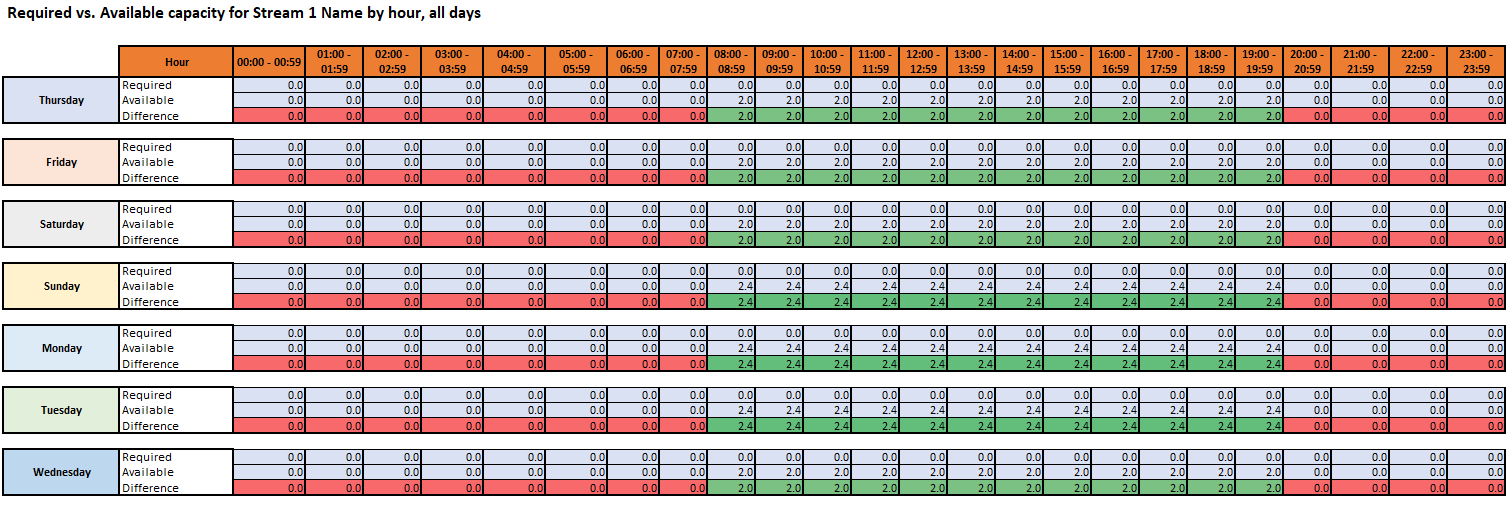 Required vs. Available capacity for Stream 1 Name by hour, all days
Hour 00:00 - 00:59 01:00 - 01:59 02:00 - 02:59 03:00 - 03:59 04:00 - 04:59 05:00 - 05:59 06:00 - 06:59 07:00 - 07:59 08:00 - 08:59 09:00 - 09:59 10:00 - 10:59 11:00 - 11:59 12:00 - 12:59 13:00 - 13:59 14:00 - 14:59 15:00 - 15:59 16:00 - 16:59 17:00 - 17:59 18:00 - 18:59 19:00 - 19:59 20:00 - 20:59 21:00 - 21:59 22:00 - 22:59 23:00 - 23:59
Thursday
Required 0.0 0.0 0.0 0.0 0.0 0.0 0.0 0.0 0.0 0.0 0.0 0.0 0.0 0.0 0.0 0.0 0.0 0.0 0.0 0.0 0.0 0.0 0.0 0.0
Available 0.0 0.0 0.0 0.0 0.0 0.0 0.0 0.0 2.0 2.0 2.0 2.0 2.0 2.0 2.0 2.0 2.0 2.0 2.0 2.0 0.0 0.0 0.0 0.0
Difference 0.0 0.0 0.0 0.0 0.0 0.0 0.0 0.0 2.0 2.0 2.0 2.0 2.0 2.0 2.0 2.0 2.0 2.0 2.0 2.0 0.0 0.0 0.0 0.0
Friday
Required 0.0 0.0 0.0 0.0 0.0 0.0 0.0 0.0 0.0 0.0 0.0 0.0 0.0 0.0 0.0 0.0 0.0 0.0 0.0 0.0 0.0 0.0 0.0 0.0
Available 0.0 0.0 0.0 0.0 0.0 0.0 0.0 0.0 2.0 2.0 2.0 2.0 2.0 2.0 2.0 2.0 2.0 2.0 2.0 2.0 0.0 0.0 0.0 0.0
Difference 0.0 0.0 0.0 0.0 0.0 0.0 0.0 0.0 2.0 2.0 2.0 2.0 2.0 2.0 2.0 2.0 2.0 2.0 2.0 2.0 0.0 0.0 0.0 0.0
Saturday
Required 0.0 0.0 0.0 0.0 0.0 0.0 0.0 0.0 0.0 0.0 0.0 0.0 0.0 0.0 0.0 0.0 0.0 0.0 0.0 0.0 0.0 0.0 0.0 0.0
Available 0.0 0.0 0.0 0.0 0.0 0.0 0.0 0.0 2.0 2.0 2.0 2.0 2.0 2.0 2.0 2.0 2.0 2.0 2.0 2.0 0.0 0.0 0.0 0.0
Difference 0.0 0.0 0.0 0.0 0.0 0.0 0.0 0.0 2.0 2.0 2.0 2.0 2.0 2.0 2.0 2.0 2.0 2.0 2.0 2.0 0.0 0.0 0.0 0.0
Sunday
Required 0.0 0.0 0.0 0.0 0.0 0.0 0.0 0.0 0.0 0.0 0.0 0.0 0.0 0.0 0.0 0.0 0.0 0.0 0.0 0.0 0.0 0.0 0.0 0.0
Available 0.0 0.0 0.0 0.0 0.0 0.0 0.0 0.0 2.4 2.4 2.4 2.4 2.4 2.4 2.4 2.4 2.4 2.4 2.4 2.4 0.0 0.0 0.0 0.0
Difference 0.0 0.0 0.0 0.0 0.0 0.0 0.0 0.0 2.4 2.4 2.4 2.4 2.4 2.4 2.4 2.4 2.4 2.4 2.4 2.4 0.0 0.0 0.0 0.0
Monday
Required 0.0 0.0 0.0 0.0 0.0 0.0 0.0 0.0 0.0 0.0 0.0 0.0 0.0 0.0 0.0 0.0 0.0 0.0 0.0 0.0 0.0 0.0 0.0 0.0
Available 0.0 0.0 0.0 0.0 0.0 0.0 0.0 0.0 2.4 2.4 2.4 2.4 2.4 2.4 2.4 2.4 2.4 2.4 2.4 2.4 0.0 0.0 0.0 0.0
Difference 0.0 0.0 0.0 0.0 0.0 0.0 0.0 0.0 2.4 2.4 2.4 2.4 2.4 2.4 2.4 2.4 2.4 2.4 2.4 2.4 0.0 0.0 0.0 0.0
Tuesday
Required 0.0 0.0 0.0 0.0 0.0 0.0 0.0 0.0 0.0 0.0 0.0 0.0 0.0 0.0 0.0 0.0 0.0 0.0 0.0 0.0 0.0 0.0 0.0 0.0
Available 0.0 0.0 0.0 0.0 0.0 0.0 0.0 0.0 2.4 2.4 2.4 2.4 2.4 2.4 2.4 2.4 2.4 2.4 2.4 2.4 0.0 0.0 0.0 0.0
Difference 0.0 0.0 0.0 0.0 0.0 0.0 0.0 0.0 2.4 2.4 2.4 2.4 2.4 2.4 2.4 2.4 2.4 2.4 2.4 2.4 0.0 0.0 0.0 0.0
Wednesday
Required 0.0 0.0 0.0 0.0 0.0 0.0 0.0 0.0 0.0 0.0 0.0 0.0 0.0 0.0 0.0 0.0 0.0 0.0 0.0 0.0 0.0 0.0 0.0 0.0
Available 0.0 0.0 0.0 0.0 0.0 0.0 0.0 0.0 2.0 2.0 2.0 2.0 2.0 2.0 2.0 2.0 2.0 2.0 2.0 2.0 0.0 0.0 0.0 0.0
Difference 0.0 0.0 0.0 0.0 0.0 0.0 0.0 0.0 2.0 2.0 2.0 2.0 2.0 2.0 2.0 2.0 2.0 2.0 2.0 2.0 0.0 0.0 0.0 0.0